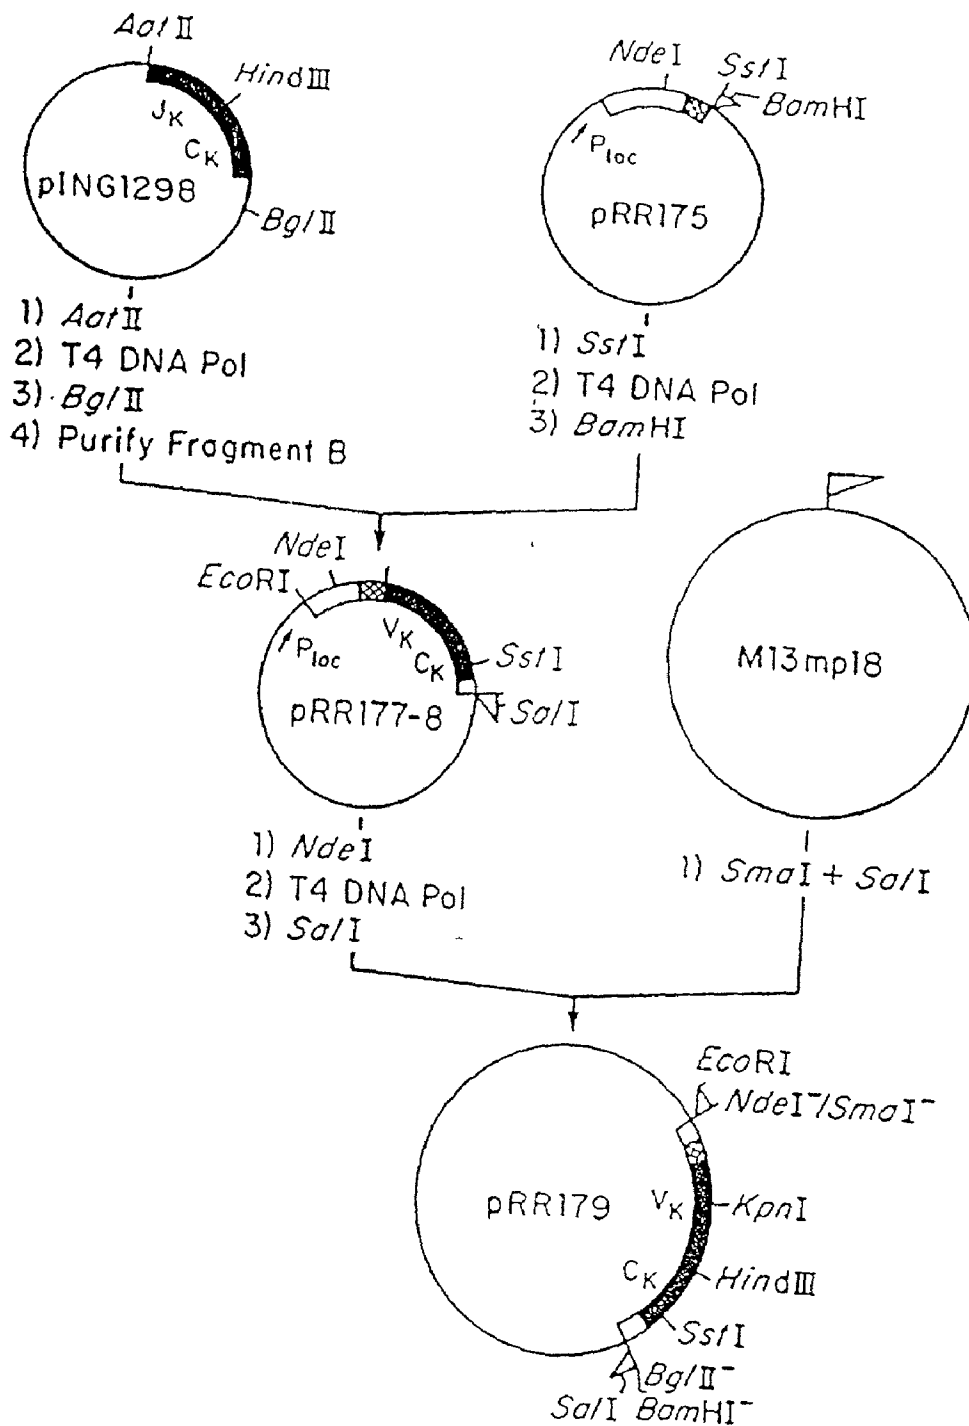 AatII
HindIII
JK
CK
pING1298
BglII
1) AatII
2) T4 DNA Pol
3) BglII
4) Purify Fragment B
NdeI
SstI
BamHI
Plac
pRR175
1) SstI
2) T4 DNA Pol
3) BamHI
NdeI
EcoRI
Plac
VK
CK
SstI
SalI
pRR177-8
1) NdeI
2) T4 DNA Pol
3) SalI
M13mp18
1) SmaI + SalI
EcoRI
NdeI⁻/SmaI⁻
pRR179
VK
KpnI
CK
HindIII
SstI
BglII⁻
SalI BamHI⁻